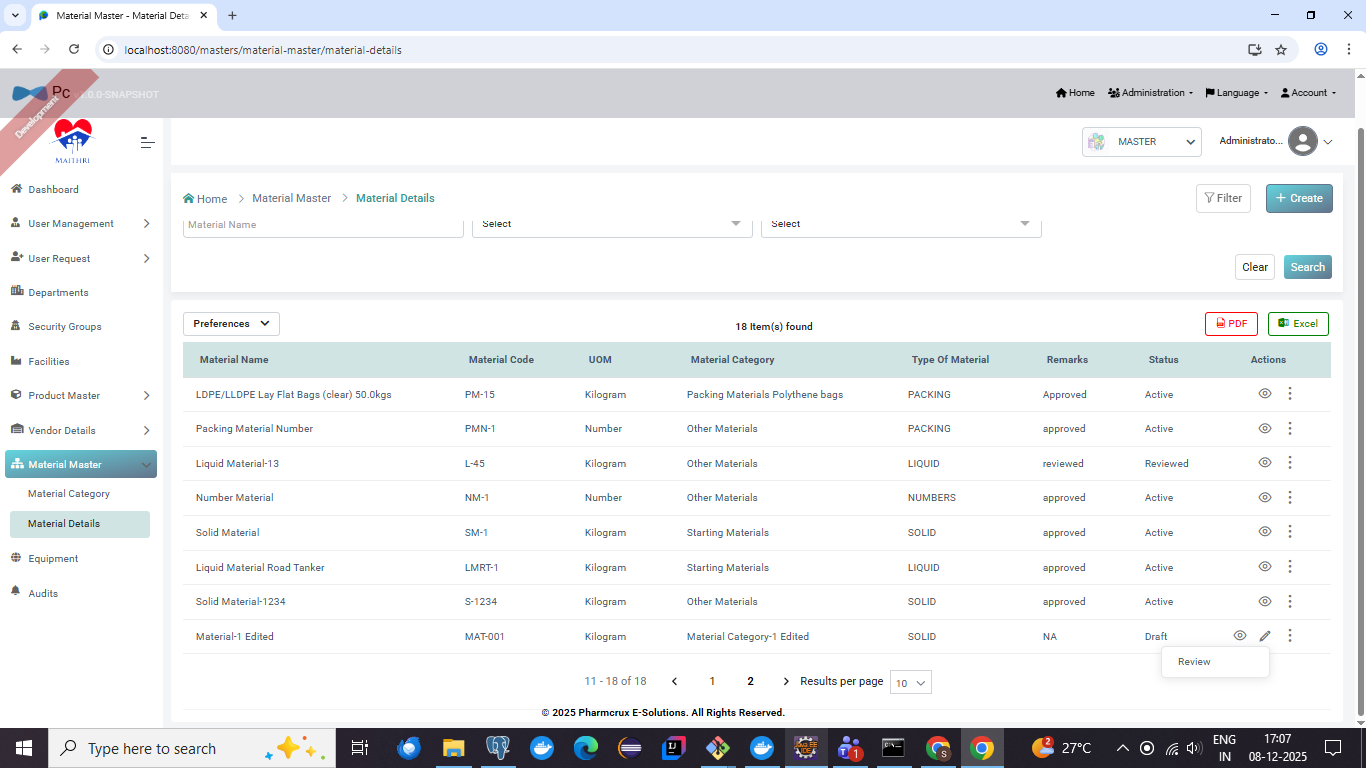 Material Master - Material Deta
localhost:8080/masters/material-master/material-details
Development
Pc v1.0.0-SNAPSHOT
Home Administration Language Account
MAITHRI
MASTER Administrato...
Dashboard
User Management
User Request
Departments
Security Groups
Facilities
Product Master
Vendor Details
Material Master
Material Category
Material Details
Equipment
Audits
Home > Material Master > Material Details
Filter + Create
Material Name Select Select
Clear Search
Preferences 18 Item(s) found PDF Excel
Material Name Material Code UOM Material Category Type Of Material Remarks Status Actions
LDPE/LLDPE Lay Flat Bags (clear) 50.0kgs PM-15 Kilogram Packing Materials Polythene bags PACKING Approved Active
Packing Material Number PMN-1 Number Other Materials PACKING approved Active
Liquid Material-13 L-45 Kilogram Other Materials LIQUID reviewed Reviewed
Number Material NM-1 Number Other Materials NUMBERS approved Active
Solid Material SM-1 Kilogram Starting Materials SOLID approved Active
Liquid Material Road Tanker LMRT-1 Kilogram Starting Materials LIQUID approved Active
Solid Material-1234 S-1234 Kilogram Other Materials SOLID approved Active
Material-1 Edited MAT-001 Kilogram Material Category-1 Edited SOLID NA Draft
Review
11 - 18 of 18 < 1 2 > Results per page 10
© 2025 Pharmcrux E-Solutions. All Rights Reserved.
Type here to search
27°C
ENG
IN
17:07
08-12-2025